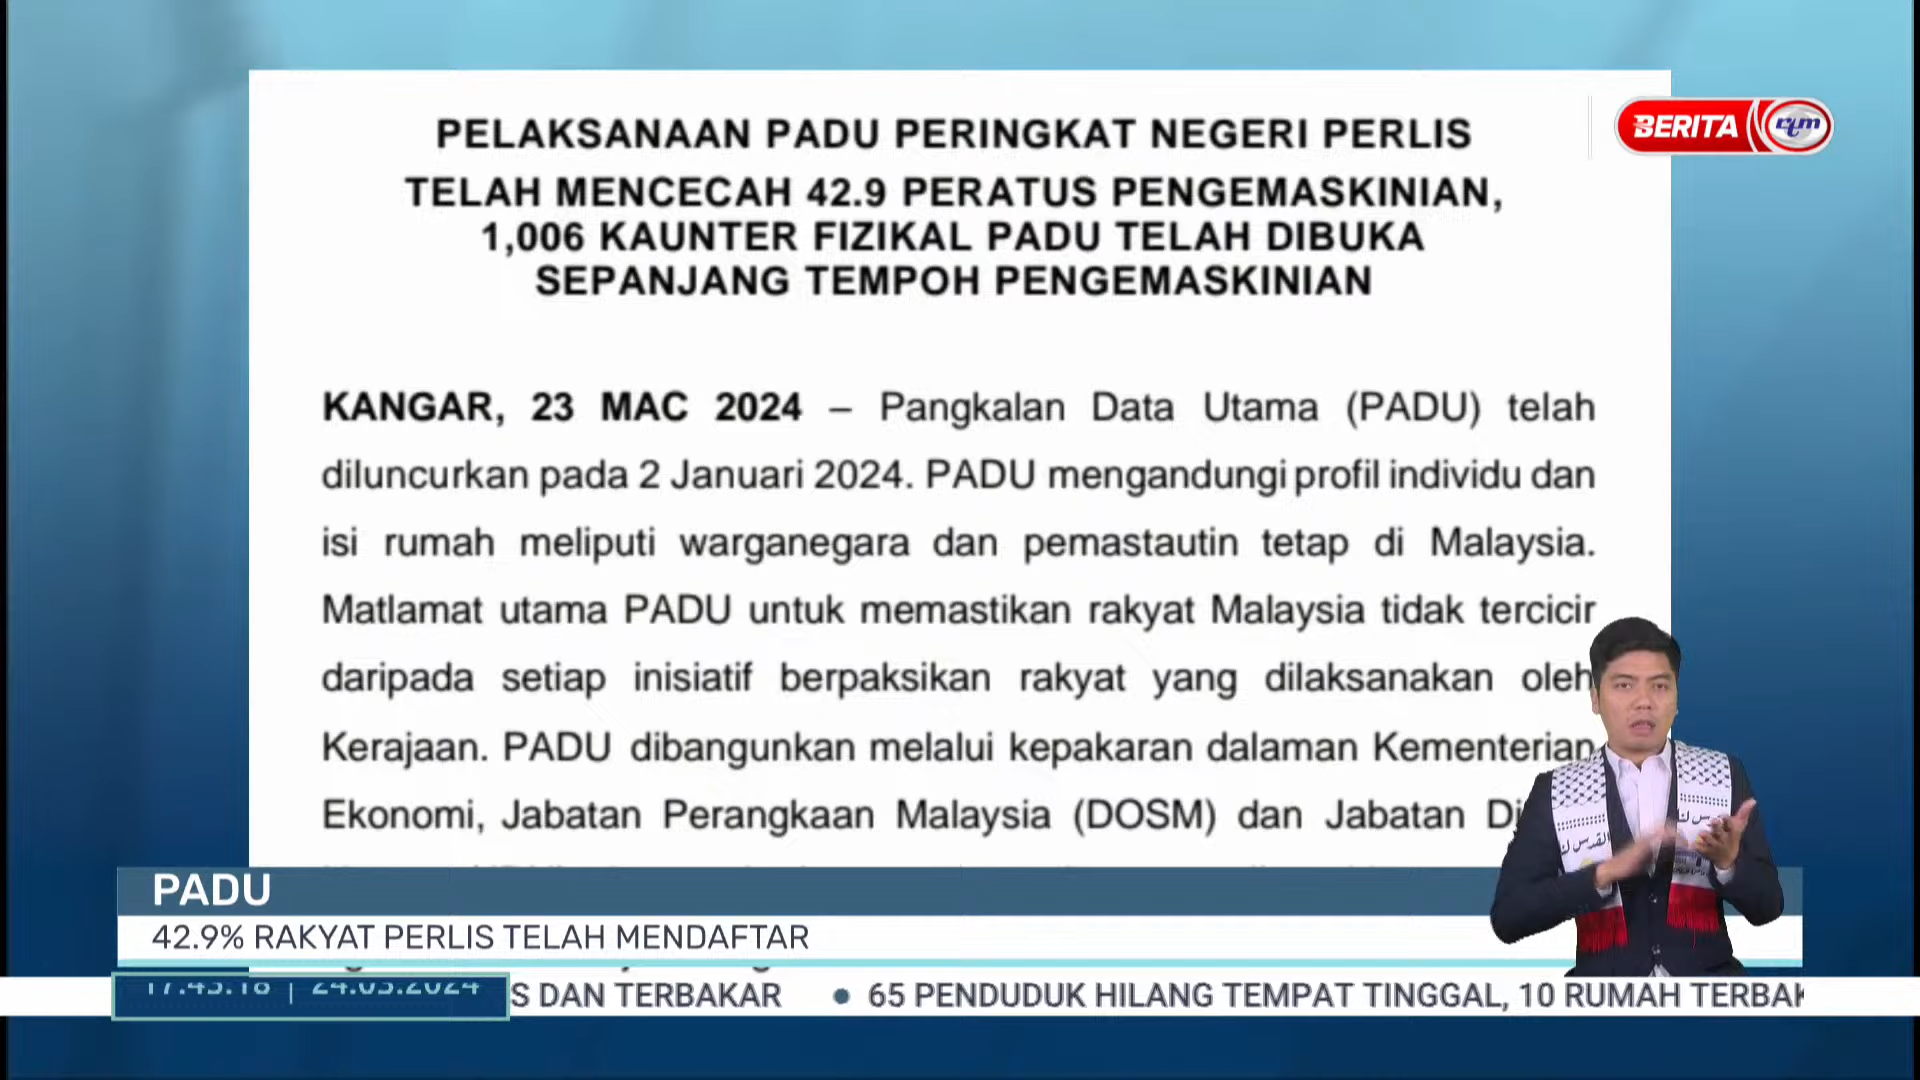 PELAKSANAAN PADU PERINGKAT NEGERI PERLIS
TELAH MENCECAH 42.9 PERATUS PENGEMASKINIAN,
1,006 KAUNTER FIZIKAL PADU TELAH DIBUKA
SEPANJANG TEMPOH PENGEMASKINIAN
BERITA rtm
KANGAR, 23 MAC 2024 – Pangkalan Data Utama (PADU) telah
diluncurkan pada 2 Januari 2024. PADU mengandungi profil individu dan
isi rumah meliputi warganegara dan pemastautin tetap di Malaysia.
Matlamat utama PADU untuk memastikan rakyat Malaysia tidak tercicir
daripada setiap inisiatif berpaksikan rakyat yang dilaksanakan oleh
Kerajaan. PADU dibangunkan melalui kepakaran dalaman Kementerian
Ekonomi, Jabatan Perangkaan Malaysia (DOSM) dan Jabatan
PADU
42.9% RAKYAT PERLIS TELAH MENDAFTAR
24.03.2024
S DAN TERBAKAR • 65 PENDUDUK HILANG TEMPAT TINGGAL, 10 RUMAH TERBAK